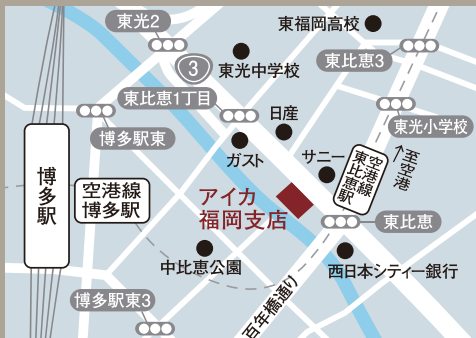 東光2
東福岡高校
3
東光中学校
東比恵3
東比恵1丁目
日産
東光小学校
博多駅東
ガスト
サニー
空港線
東比恵駅
至空港
博多駅
空港線
博多駅
アイカ
福岡支店
東比恵
中比恵公園
西日本シティー銀行
博多駅東3
百年橋通り